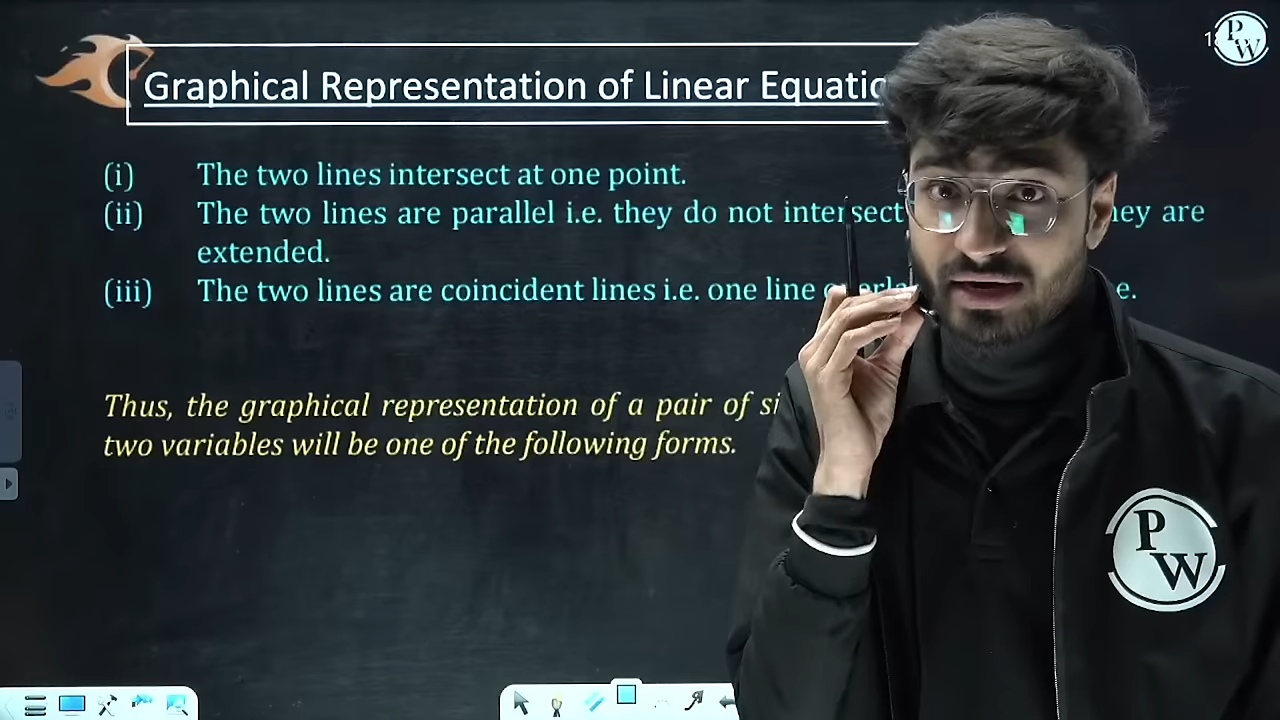 Graphical Representation of Linear
(i) The two lines intersect at one point.
(ii) The two lines are parallel i.e. they do not intersect they are
extended.
(iii) The two lines are coincident lines i.e. one line
Thus, the graphical representation of a pair of
two variables will be one of the following forms.
PW
PW